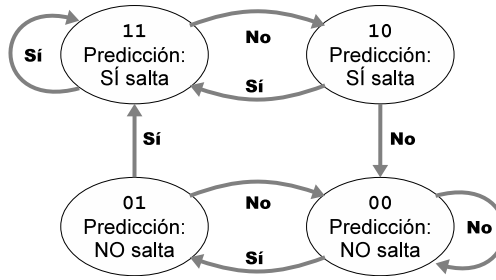 11
Predicción:
SÍ salta
No
10
Predicción:
SÍ salta
Sí
Sí
Sí
No
01
Predicción:
NO salta
No
00
Predicción:
NO salta
Sí
No